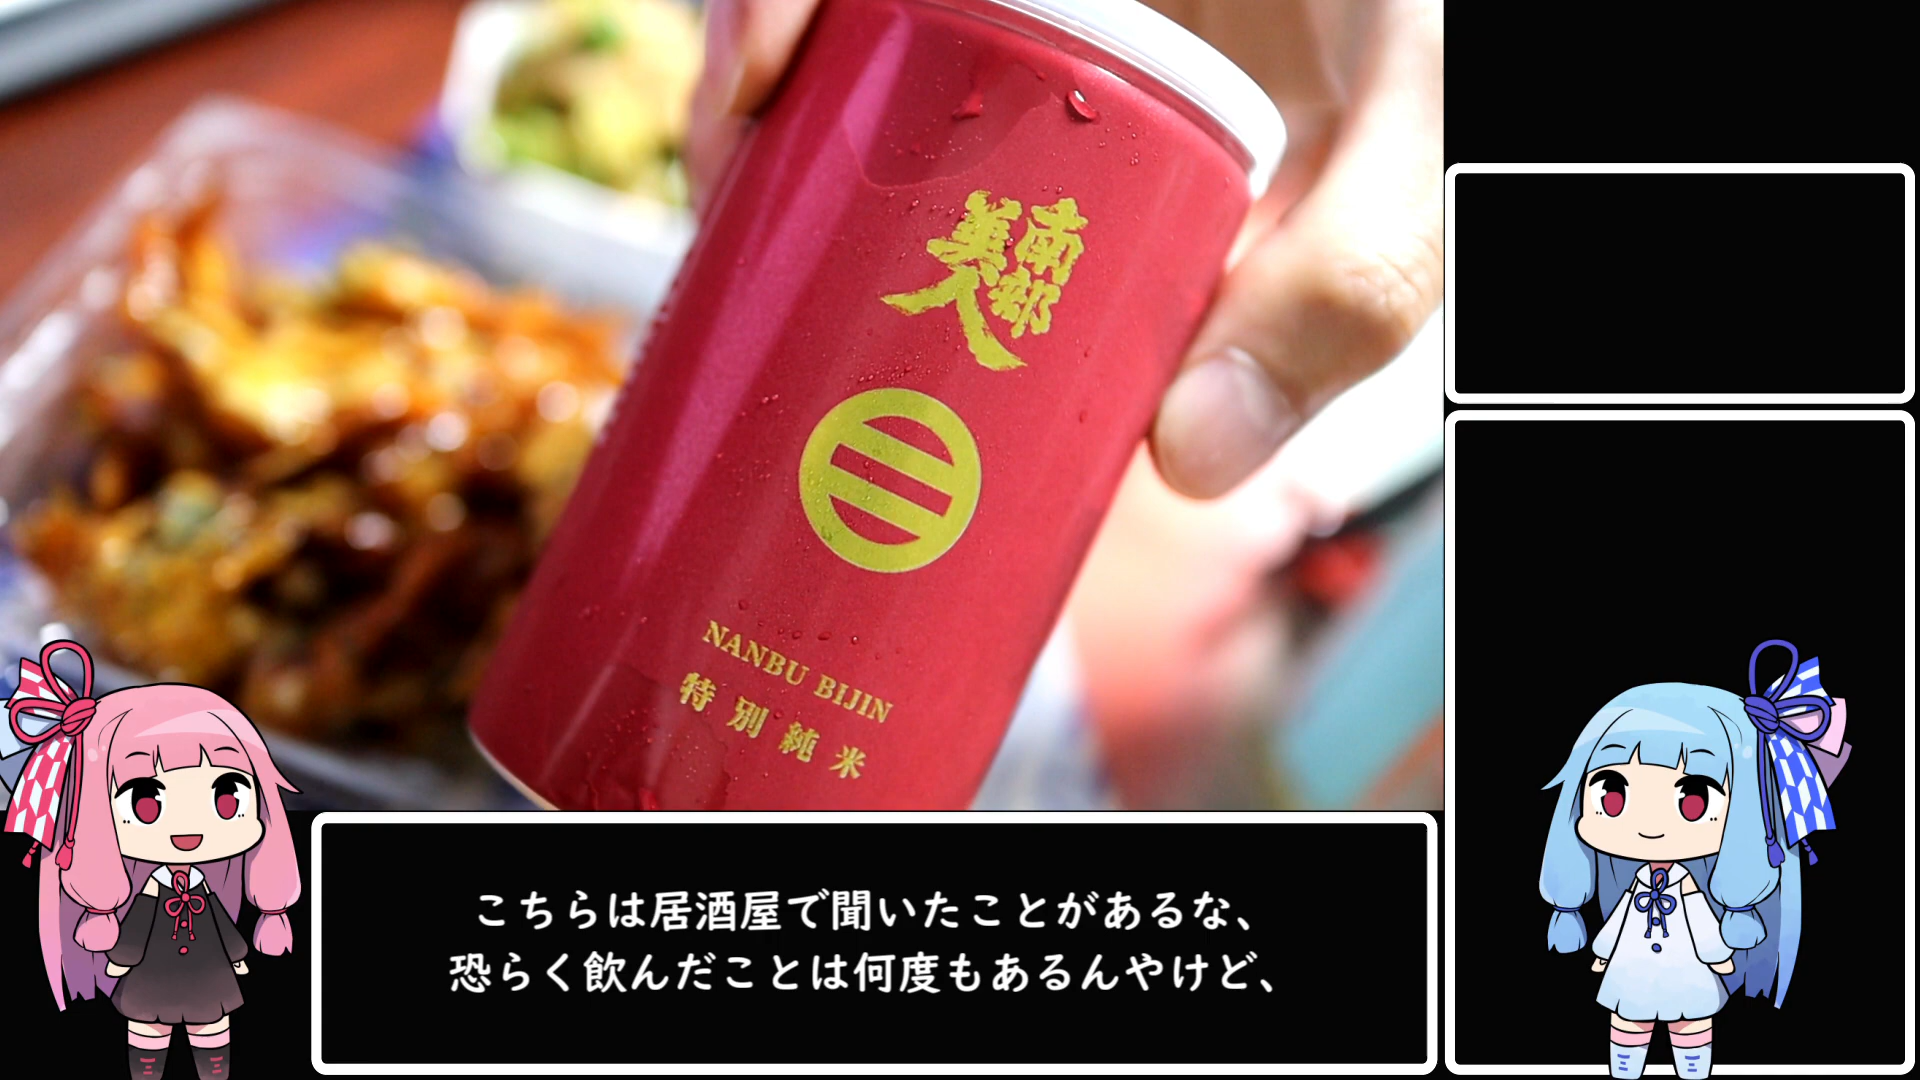 南部
美人
NANBU BIJIN
特別純米
こちらは居酒屋で聞いたことがあるな、
恐らく飲んだことは何度もあるんやけど、